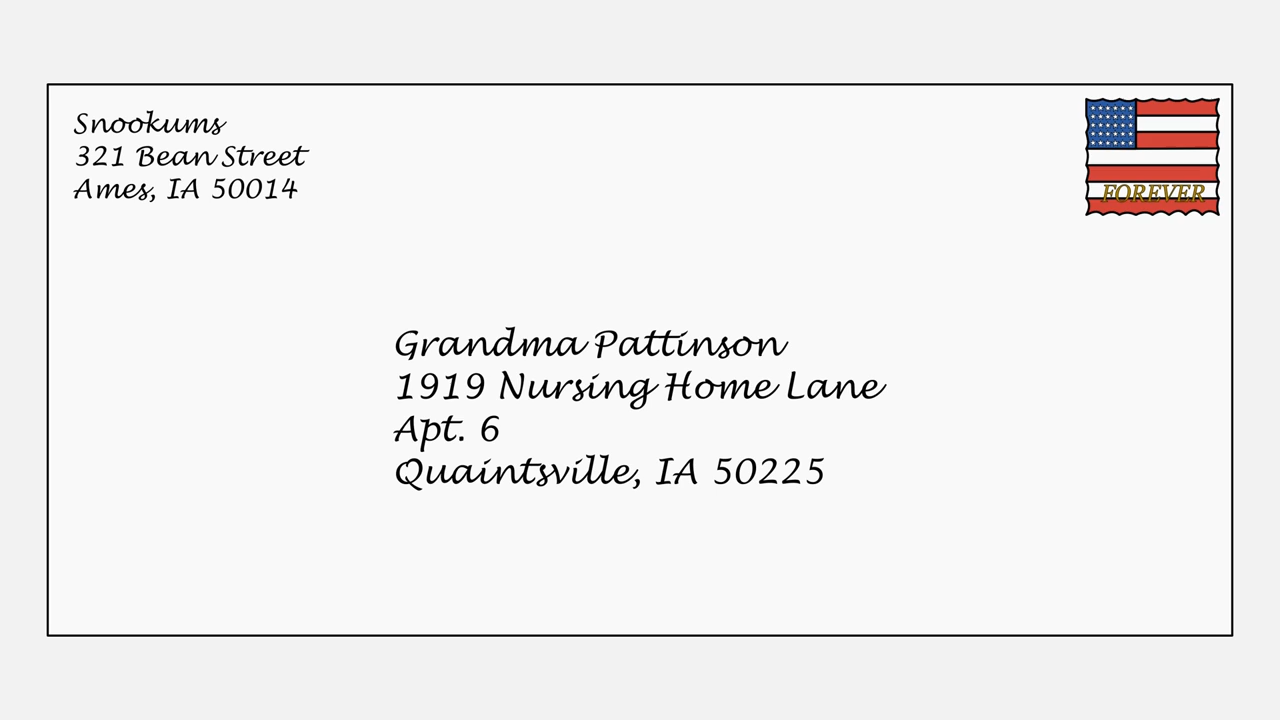 Snookums
321 Bean Street
Ames, IA 50014
FOREVER
Grandma Pattinson
1919 Nursing Home Lane
Apt. 6
Quaintsville, IA 50225